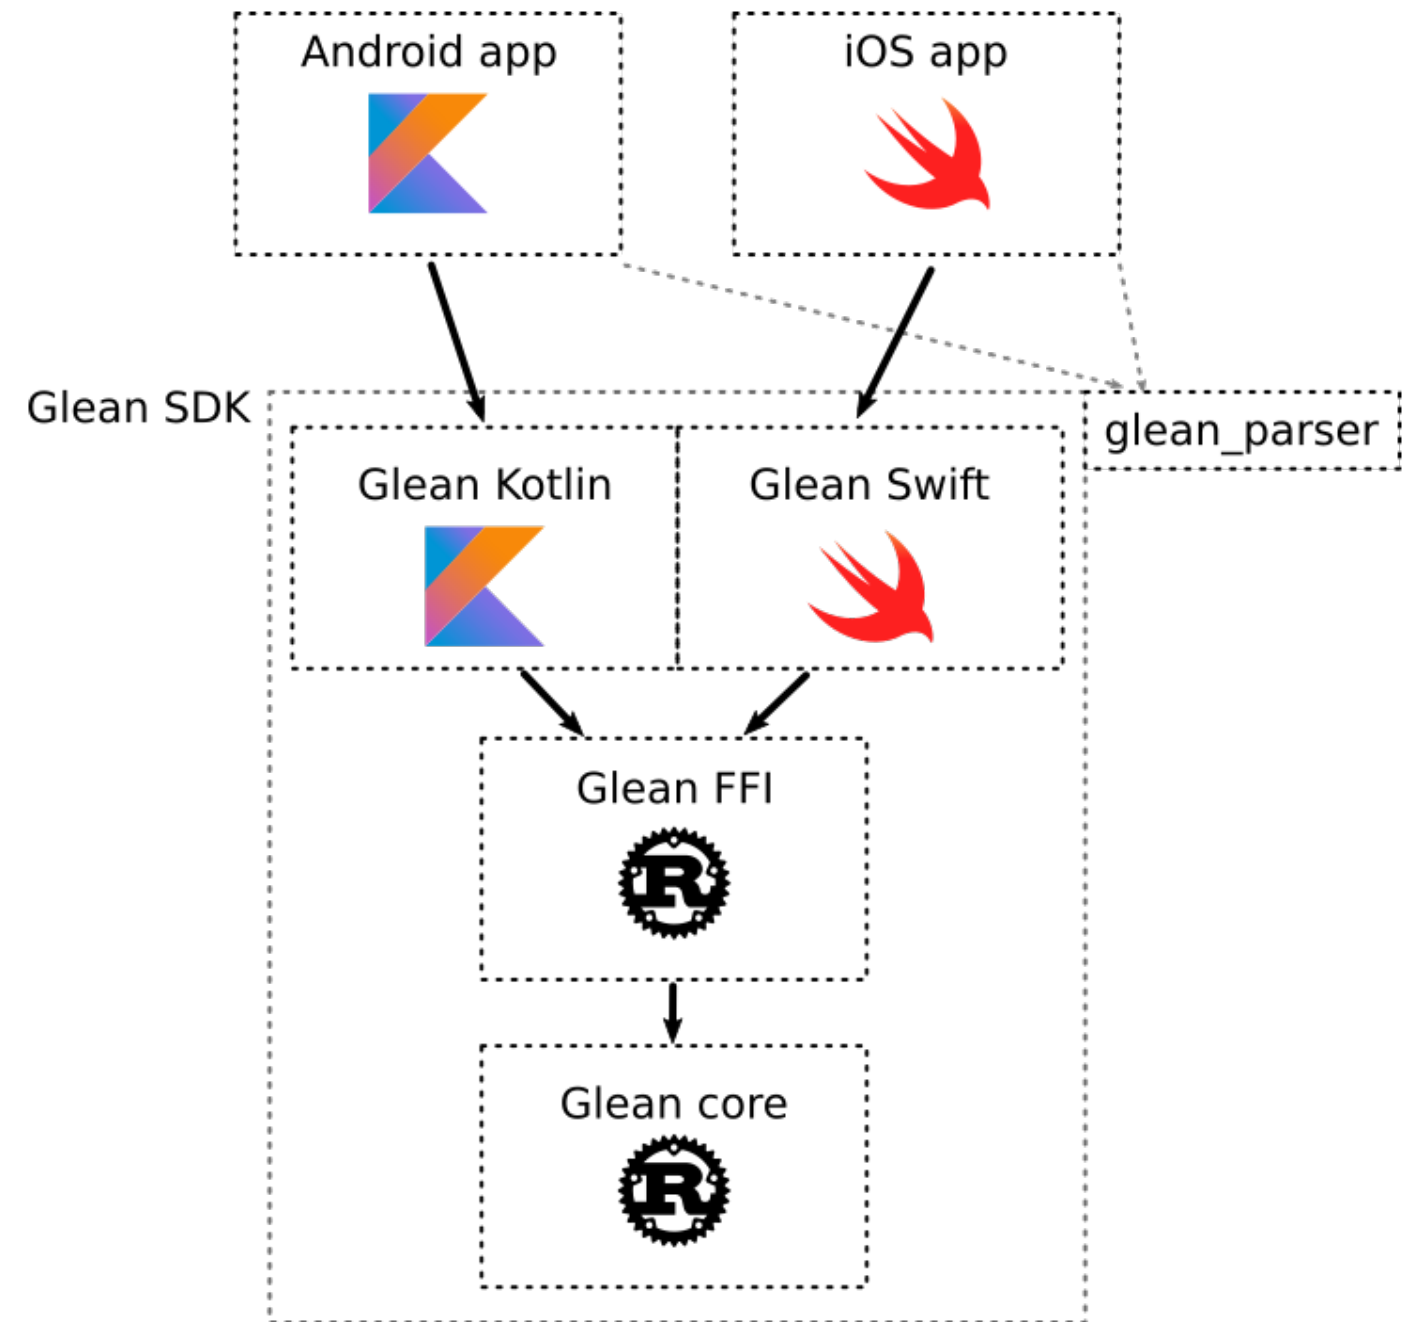 Android app
iOS app
Glean SDK
glean_parser
Glean Kotlin
Glean Swift
Glean FFI
R
Glean core
R